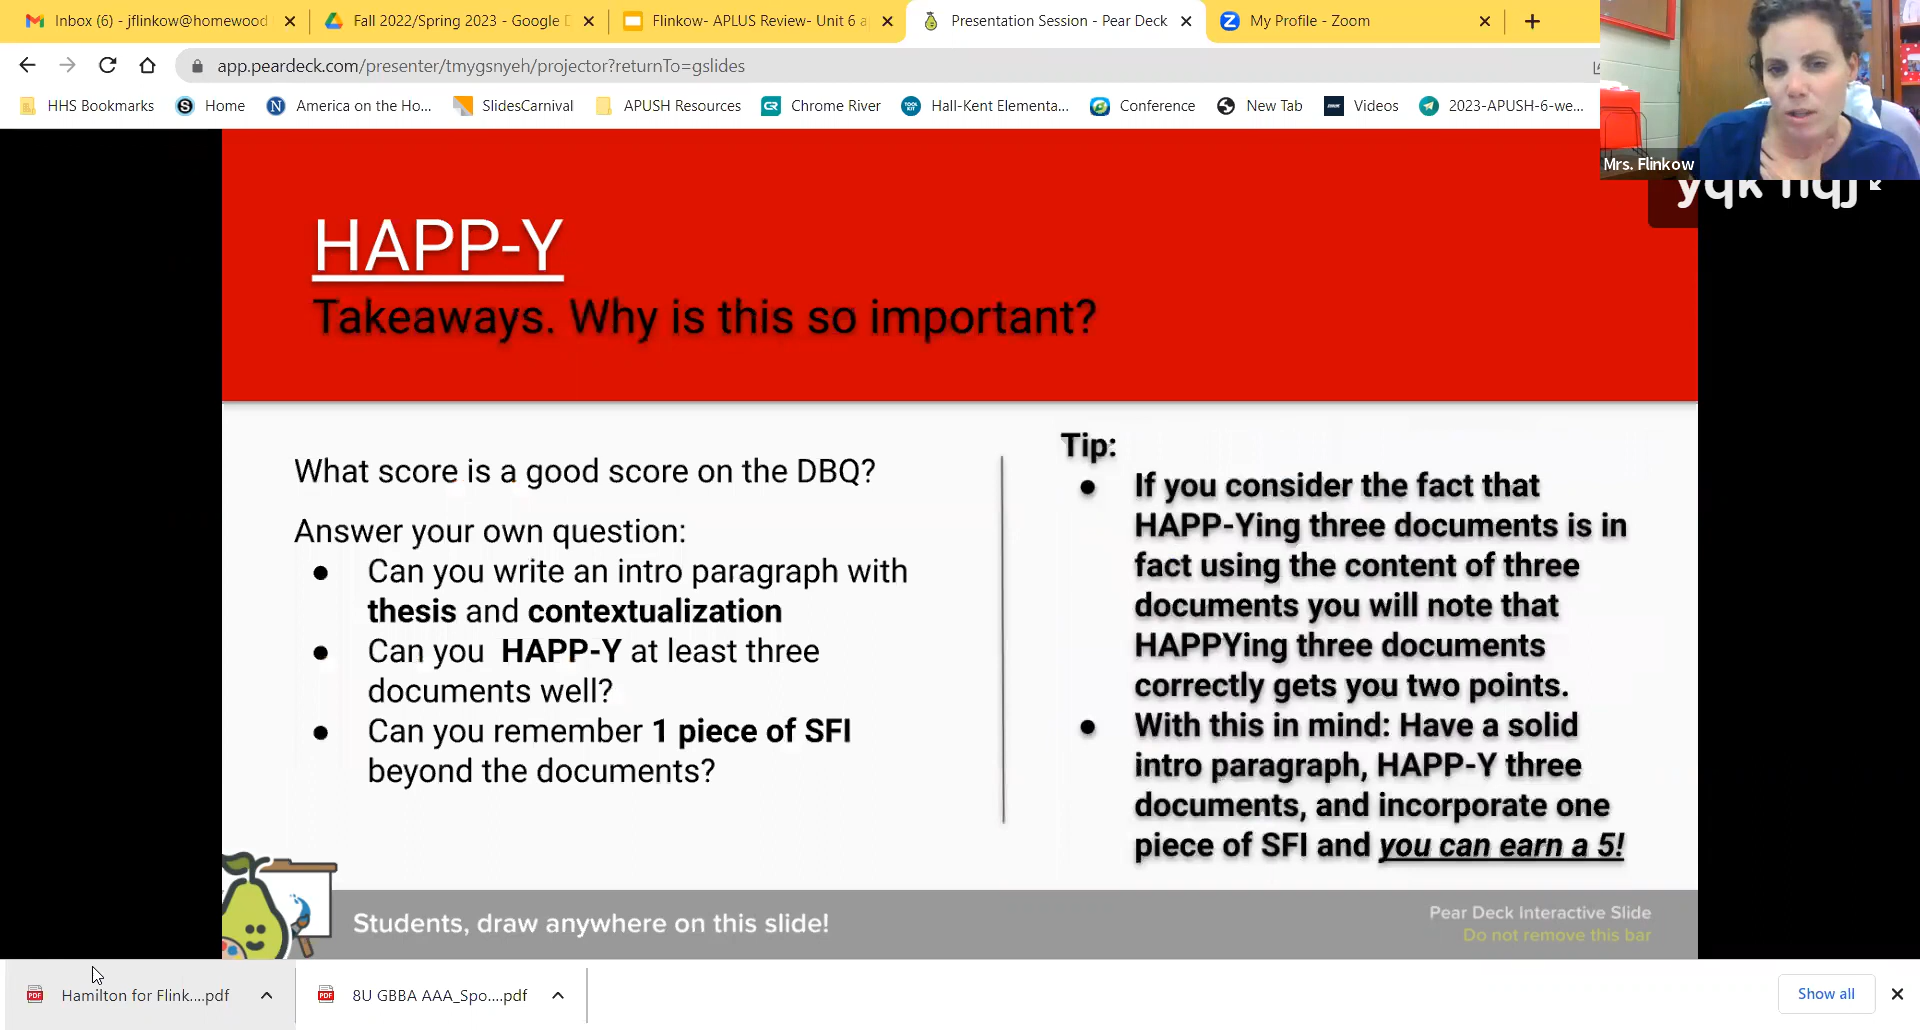 Inbox (6) - jflinkow@homewood
Fall 2022/Spring 2023 - Google D
Flinkow- APLUS Review- Unit 6 a
Presentation Session - Pear Deck
My Profile - Zoom
app.peardeck.com/presenter/tmygsnyeh/projector?returnTo=gslides
HHS Bookmarks
Home
America on the Ho...
SlidesCarnival
APUSH Resources
Chrome River
Hall-Kent Elementa...
Conference
New Tab
Videos
2023-APUSH-6-we...
Mrs. Flinkow
HAPP-Y
Takeaways. Why is this so important?
What score is a good score on the DBQ?
Answer your own question:
● Can you write an intro paragraph with
thesis and contextualization
● Can you HAPP-Y at least three
documents well?
● Can you remember 1 piece of SFI
beyond the documents?
Tip:
● If you consider the fact that
HAPP-Ying three documents is in
fact using the content of three
documents you will note that
HAPPYing three documents
correctly gets you two points.
● With this in mind: Have a solid
intro paragraph, HAPP-Y three
documents, and incorporate one
piece of SFI and you can earn a 5!
Students, draw anywhere on this slide!
Pear Deck Interactive Slide
Do not remove this bar
Hamilton for Flink....pdf
8U GBBA AAA_Spo....pdf
Show all